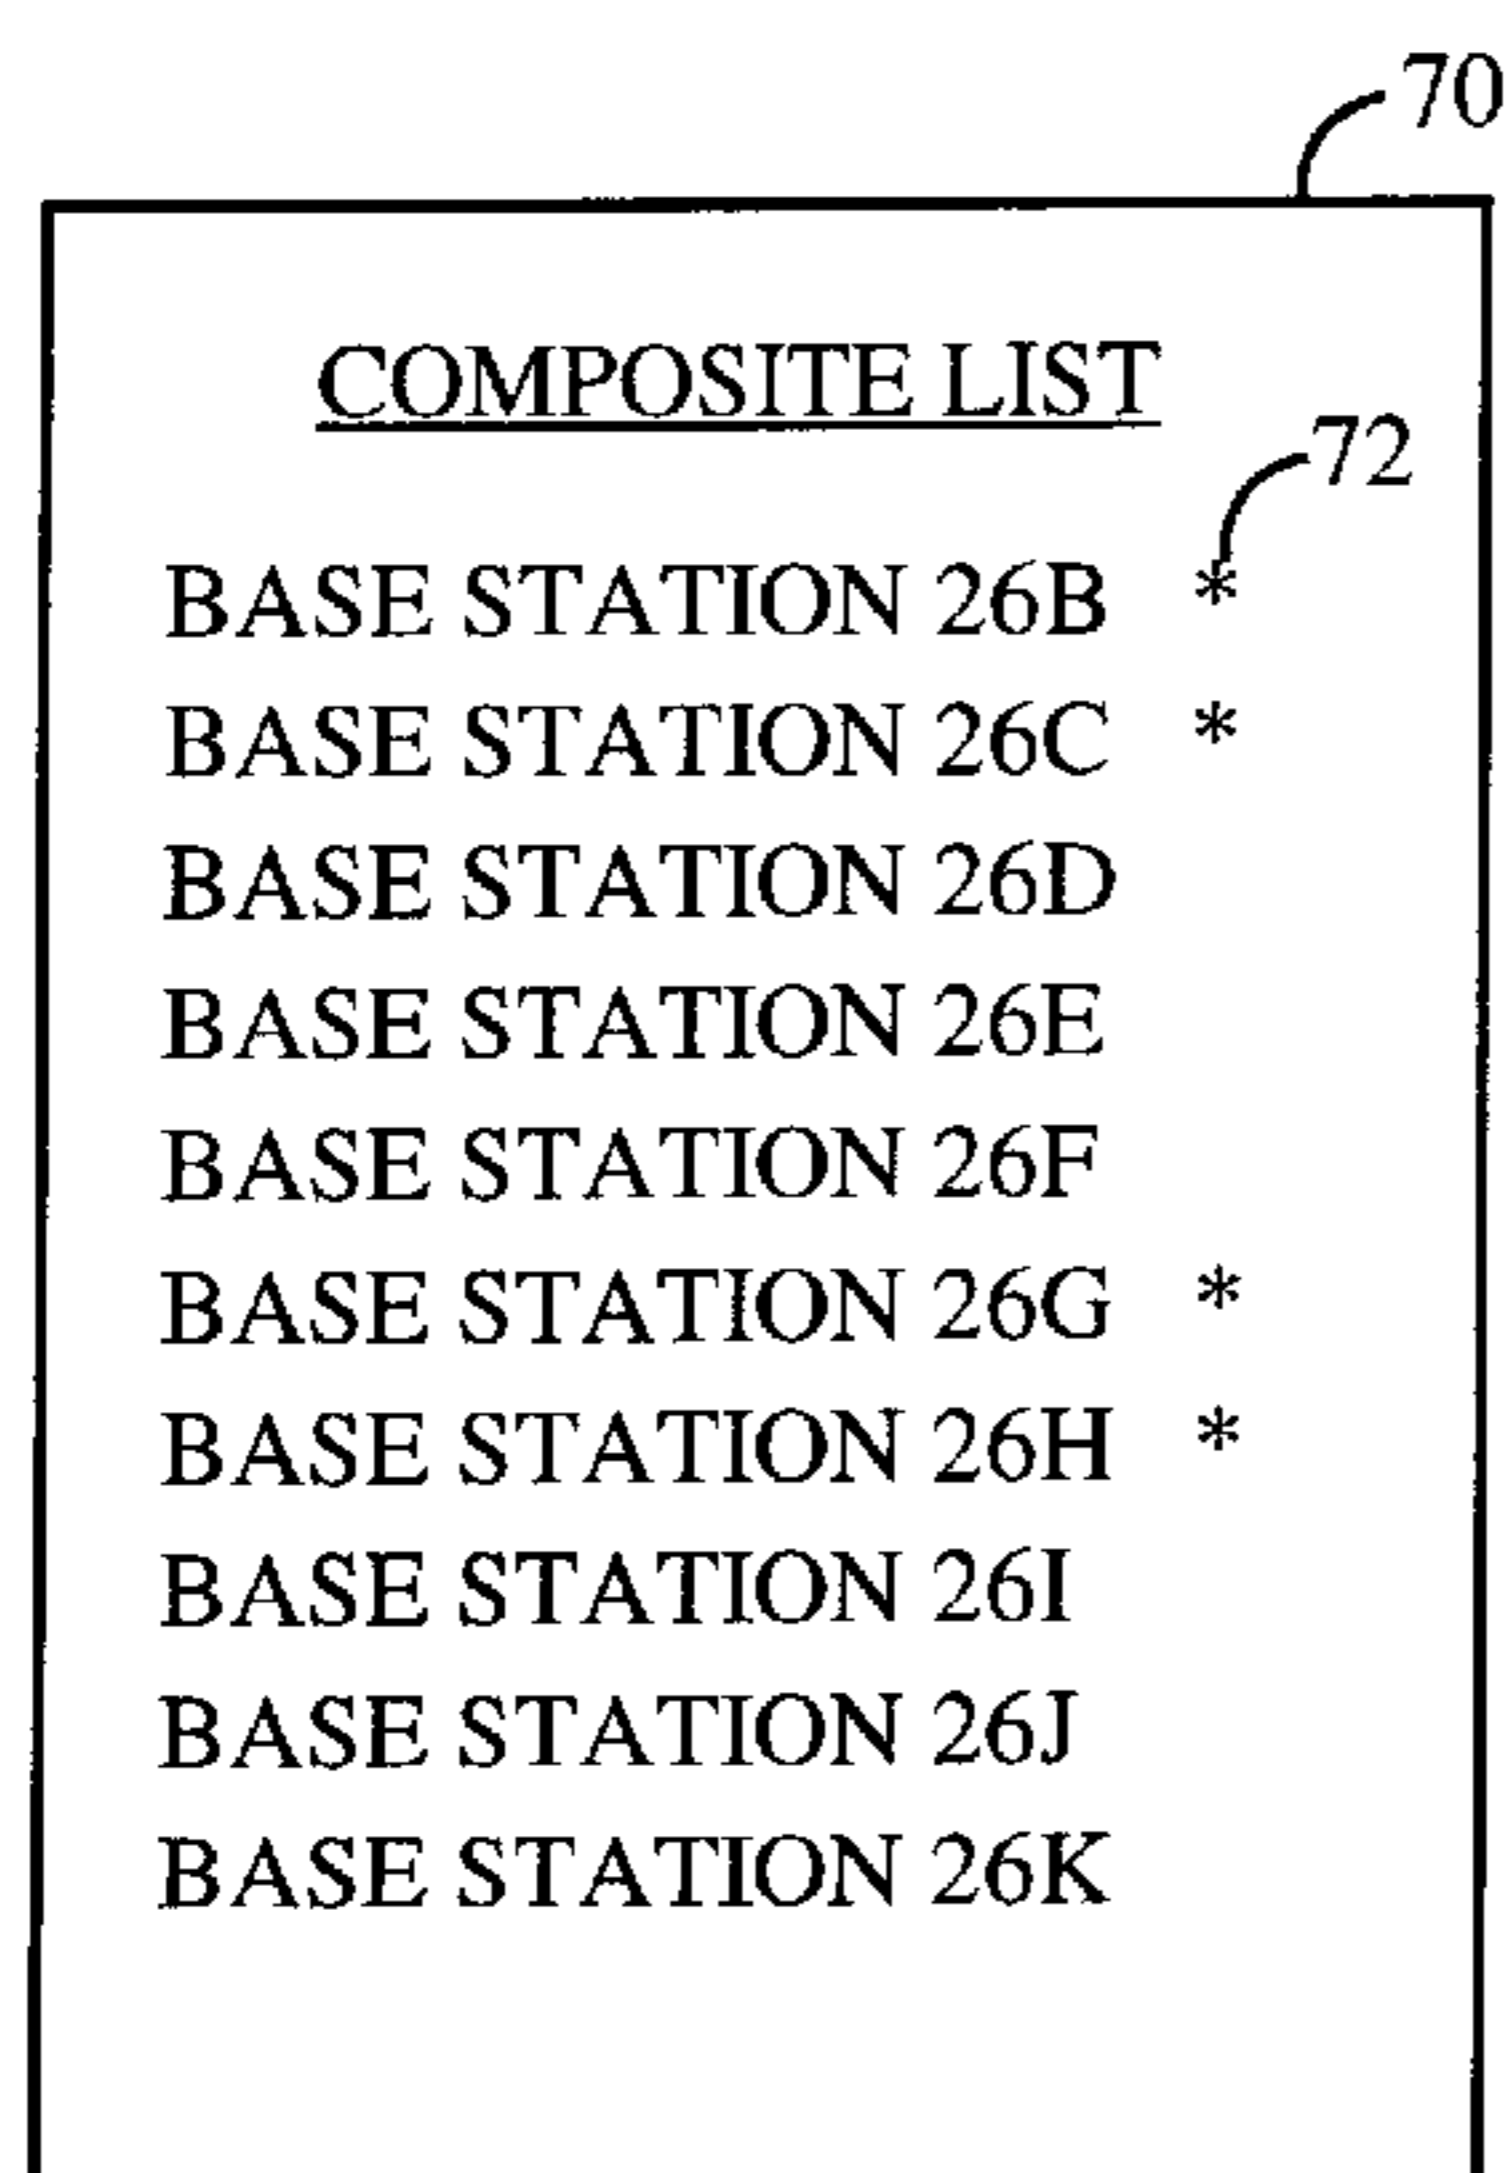 70
COMPOSITE LIST
72
BASE STATION 26B *
BASE STATION 26C *
BASE STATION 26D
BASE STATION 26E
BASE STATION 26F
BASE STATION 26G *
BASE STATION 26H *
BASE STATION 26I
BASE STATION 26J
BASE STATION 26K